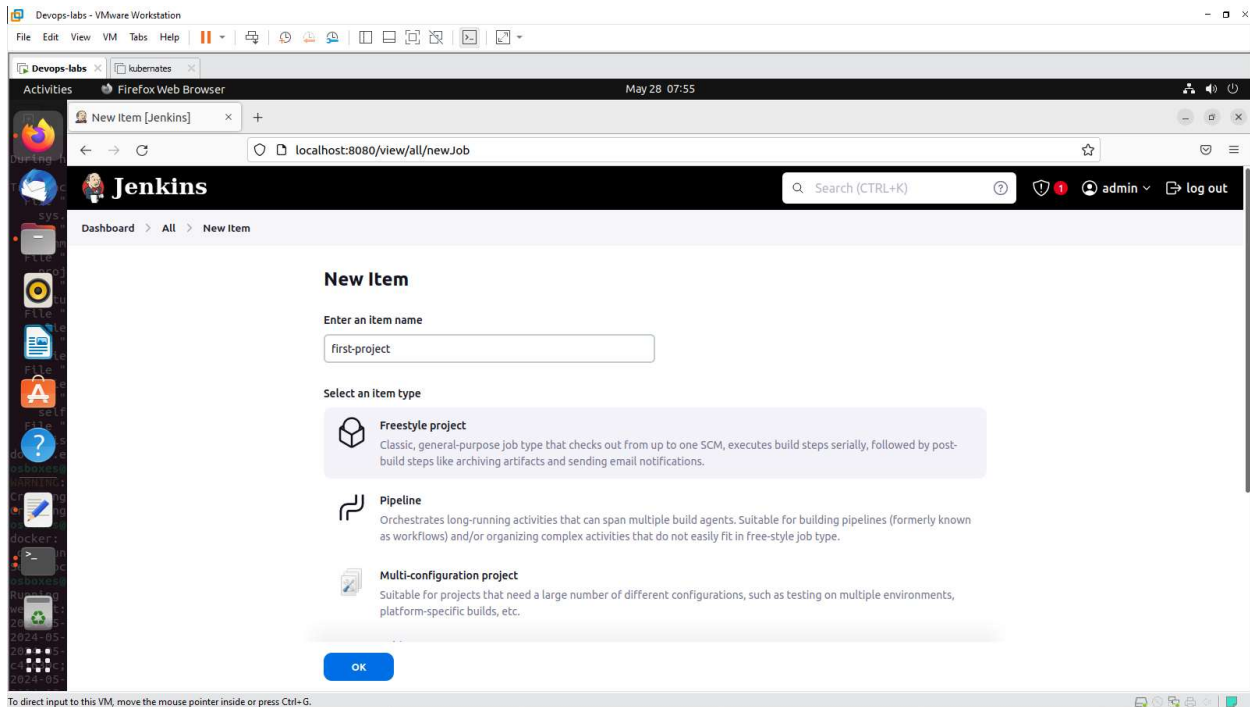 Devops-labs - VMware Workstation
File Edit View VM Tabs Help
Devops-labs kubernetes
Activities Firefox Web Browser May 28 07:55
New Item [Jenkins]
localhost:8080/view/all/newJob
Jenkins Search (CTRL+K) 1 admin log out
Dashboard > All > New Item
New Item
Enter an item name
first-project
Select an item type
Freestyle project
Classic, general-purpose job type that checks out from up to one SCM, executes build steps serially, followed by post-
build steps like archiving artifacts and sending email notifications.
Pipeline
Orchestrates long-running activities that can span multiple build agents. Suitable for building pipelines (formerly known
as workflows) and/or organizing complex activities that do not easily fit in free-style job type.
Multi-configuration project
Suitable for projects that need a large number of different configurations, such as testing on multiple environments,
platform-specific builds, etc.
OK
To direct input to this VM, move the mouse pointer inside or press Ctrl+G.